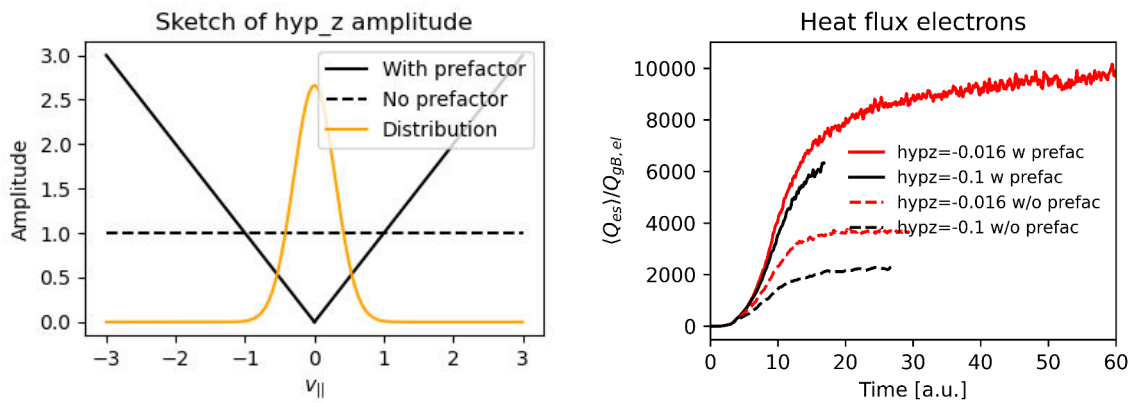 Sketch of hyp_z amplitude
3.0
2.5
2.0
1.5
1.0
0.5
0.0
Amplitude
With prefactor
No prefactor
Distribution
−3 −2 −1 0 1 2 3
v||
Heat flux electrons
10000
8000
6000
4000
2000
0
⟨Q_es⟩/Q_gB,el
hypz=-0.016 w prefac
hypz=-0.1 w prefac
hypz=-0.016 w/o prefac
hypz=-0.1 w/o prefac
0 10 20 30 40 50 60
Time [a.u.]